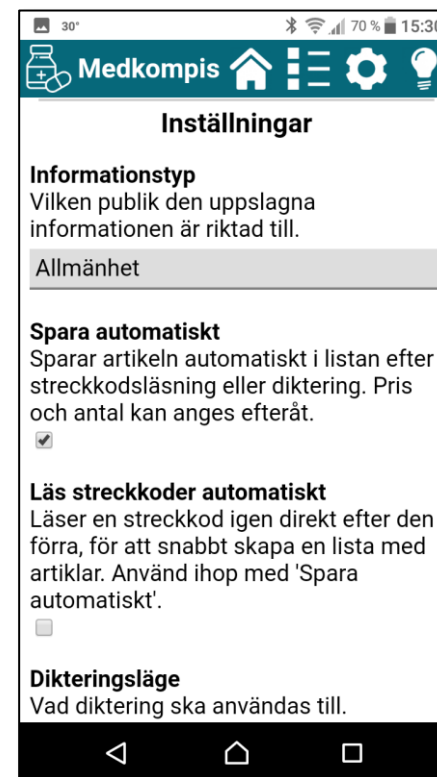 30° 70 % 15:30
Medkompis
Inställningar
Informationstyp
Vilken publik den uppslagna
informationen är riktad till.
Allmänhet
Spara automatiskt
Sparar artikeln automatiskt i listan efter
streckkodsläsning eller diktering. Pris
och antal kan anges efteråt.
Läs streckkoder automatiskt
Läser en streckkod igen direkt efter den
förra, för att snabbt skapa en lista med
artiklar. Använd ihop med 'Spara
automatiskt'.
Dikteringsläge
Vad diktering ska användas till.